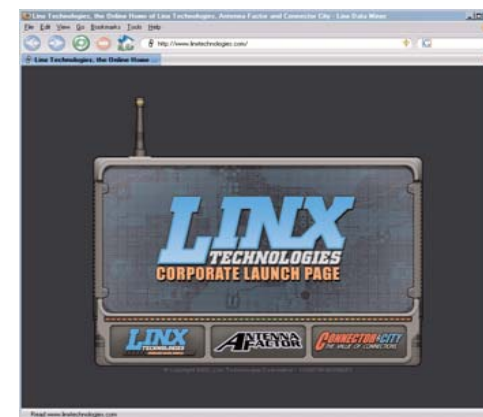 Linx Technologies, the Online Home of Linx Technologies, Antenna Factor and Connector City - Linx Data Miner
File Edit View Go Bookmarks Tools Help
http://www.linxtechnologies.com/
Linx Technologies, the Online Home ...
LINX
TECHNOLOGIES
CORPORATE LAUNCH PAGE
LINX
TECHNOLOGIES
ANTENNA
FACTOR
CONNECTOR CITY
THE VALUE OF CONNECTORS
Read www.linxtechnologies.com